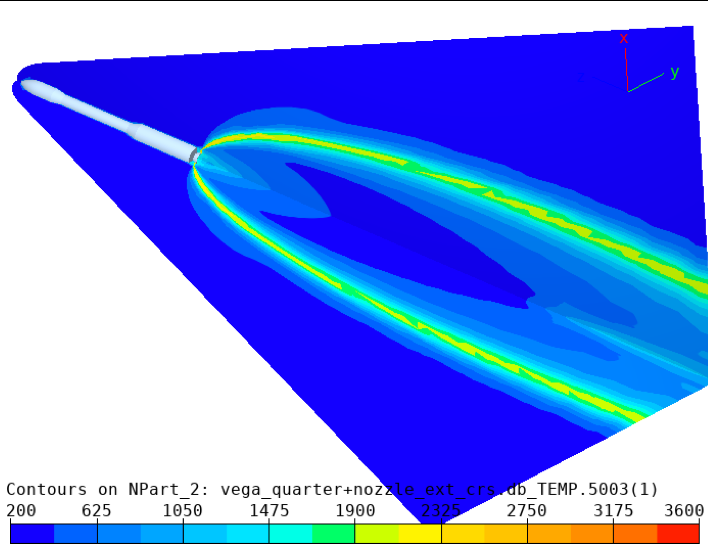 x
y
Contours on NPart_2: vega_quarter+nozzle_ext_crs.db_TEMP.5003(1)
200 625 1050 1475 1900 2325 2750 3175 3600